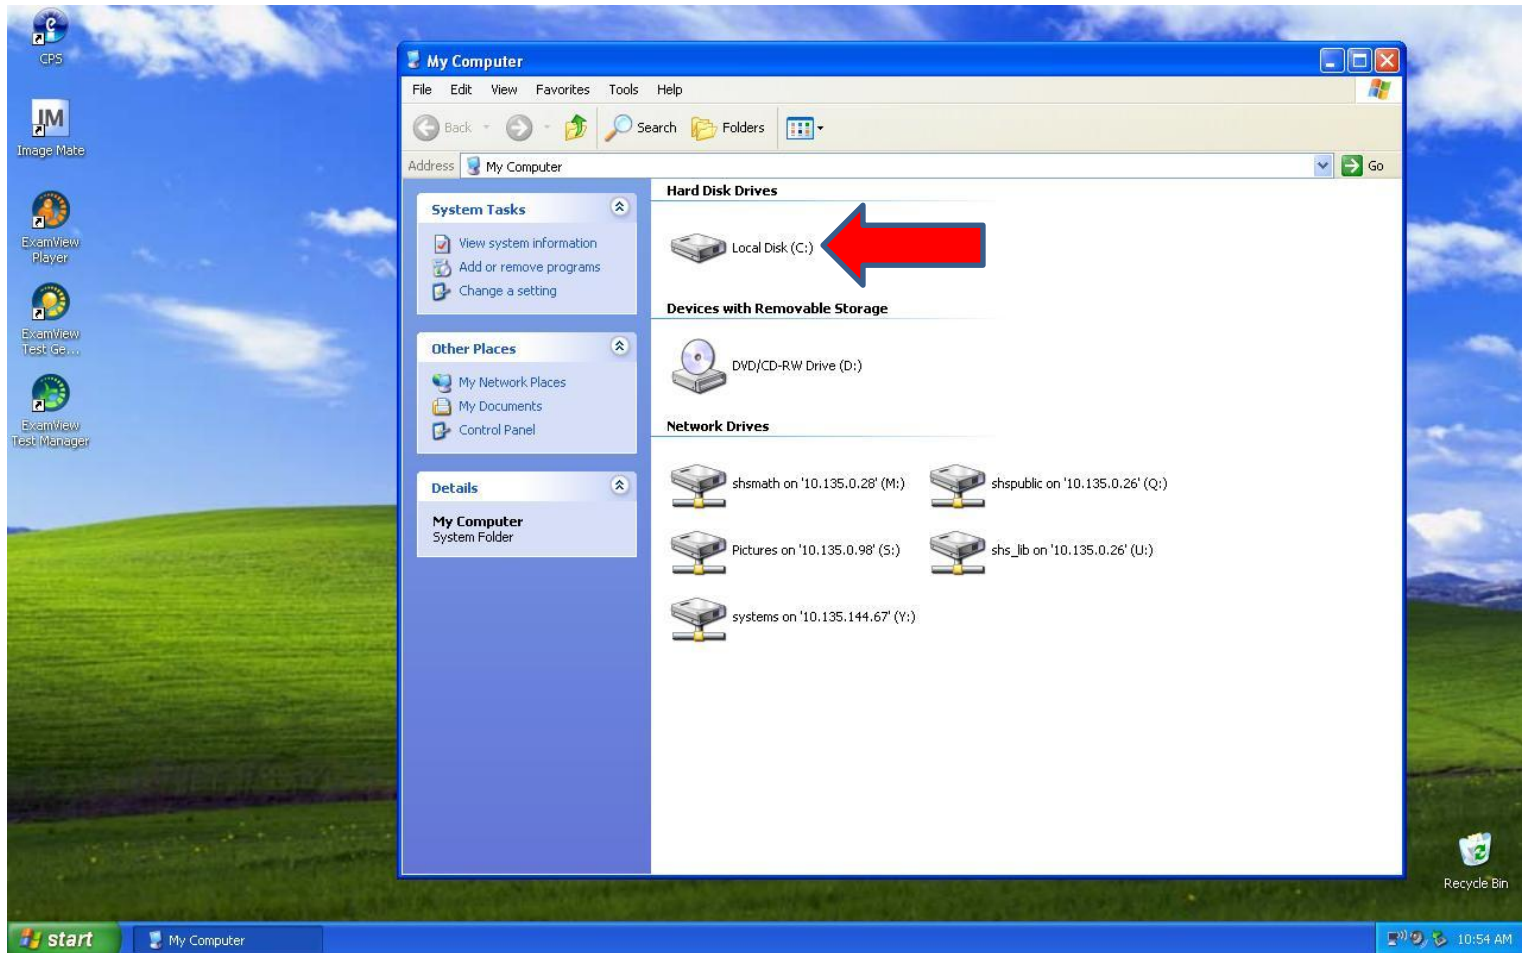 CPS
Image Mate
ExamView
Player
ExamView
Test Ge...
ExamView
Test Manager
My Computer
File Edit View Favorites Tools Help
Back Search Folders
Address My Computer Go
System Tasks
View system information
Add or remove programs
Change a setting
Other Places
My Network Places
My Documents
Control Panel
Details
My Computer
System Folder
Hard Disk Drives
Local Disk (C:)
Devices with Removable Storage
DVD/CD-RW Drive (D:)
Network Drives
shsmath on '10.135.0.28' (M:)
shspublic on '10.135.0.26' (Q:)
Pictures on '10.135.0.98' (S:)
shs_lib on '10.135.0.26' (U:)
systems on '10.135.144.67' (Y:)
Recycle Bin
start
My Computer
10:54 AM